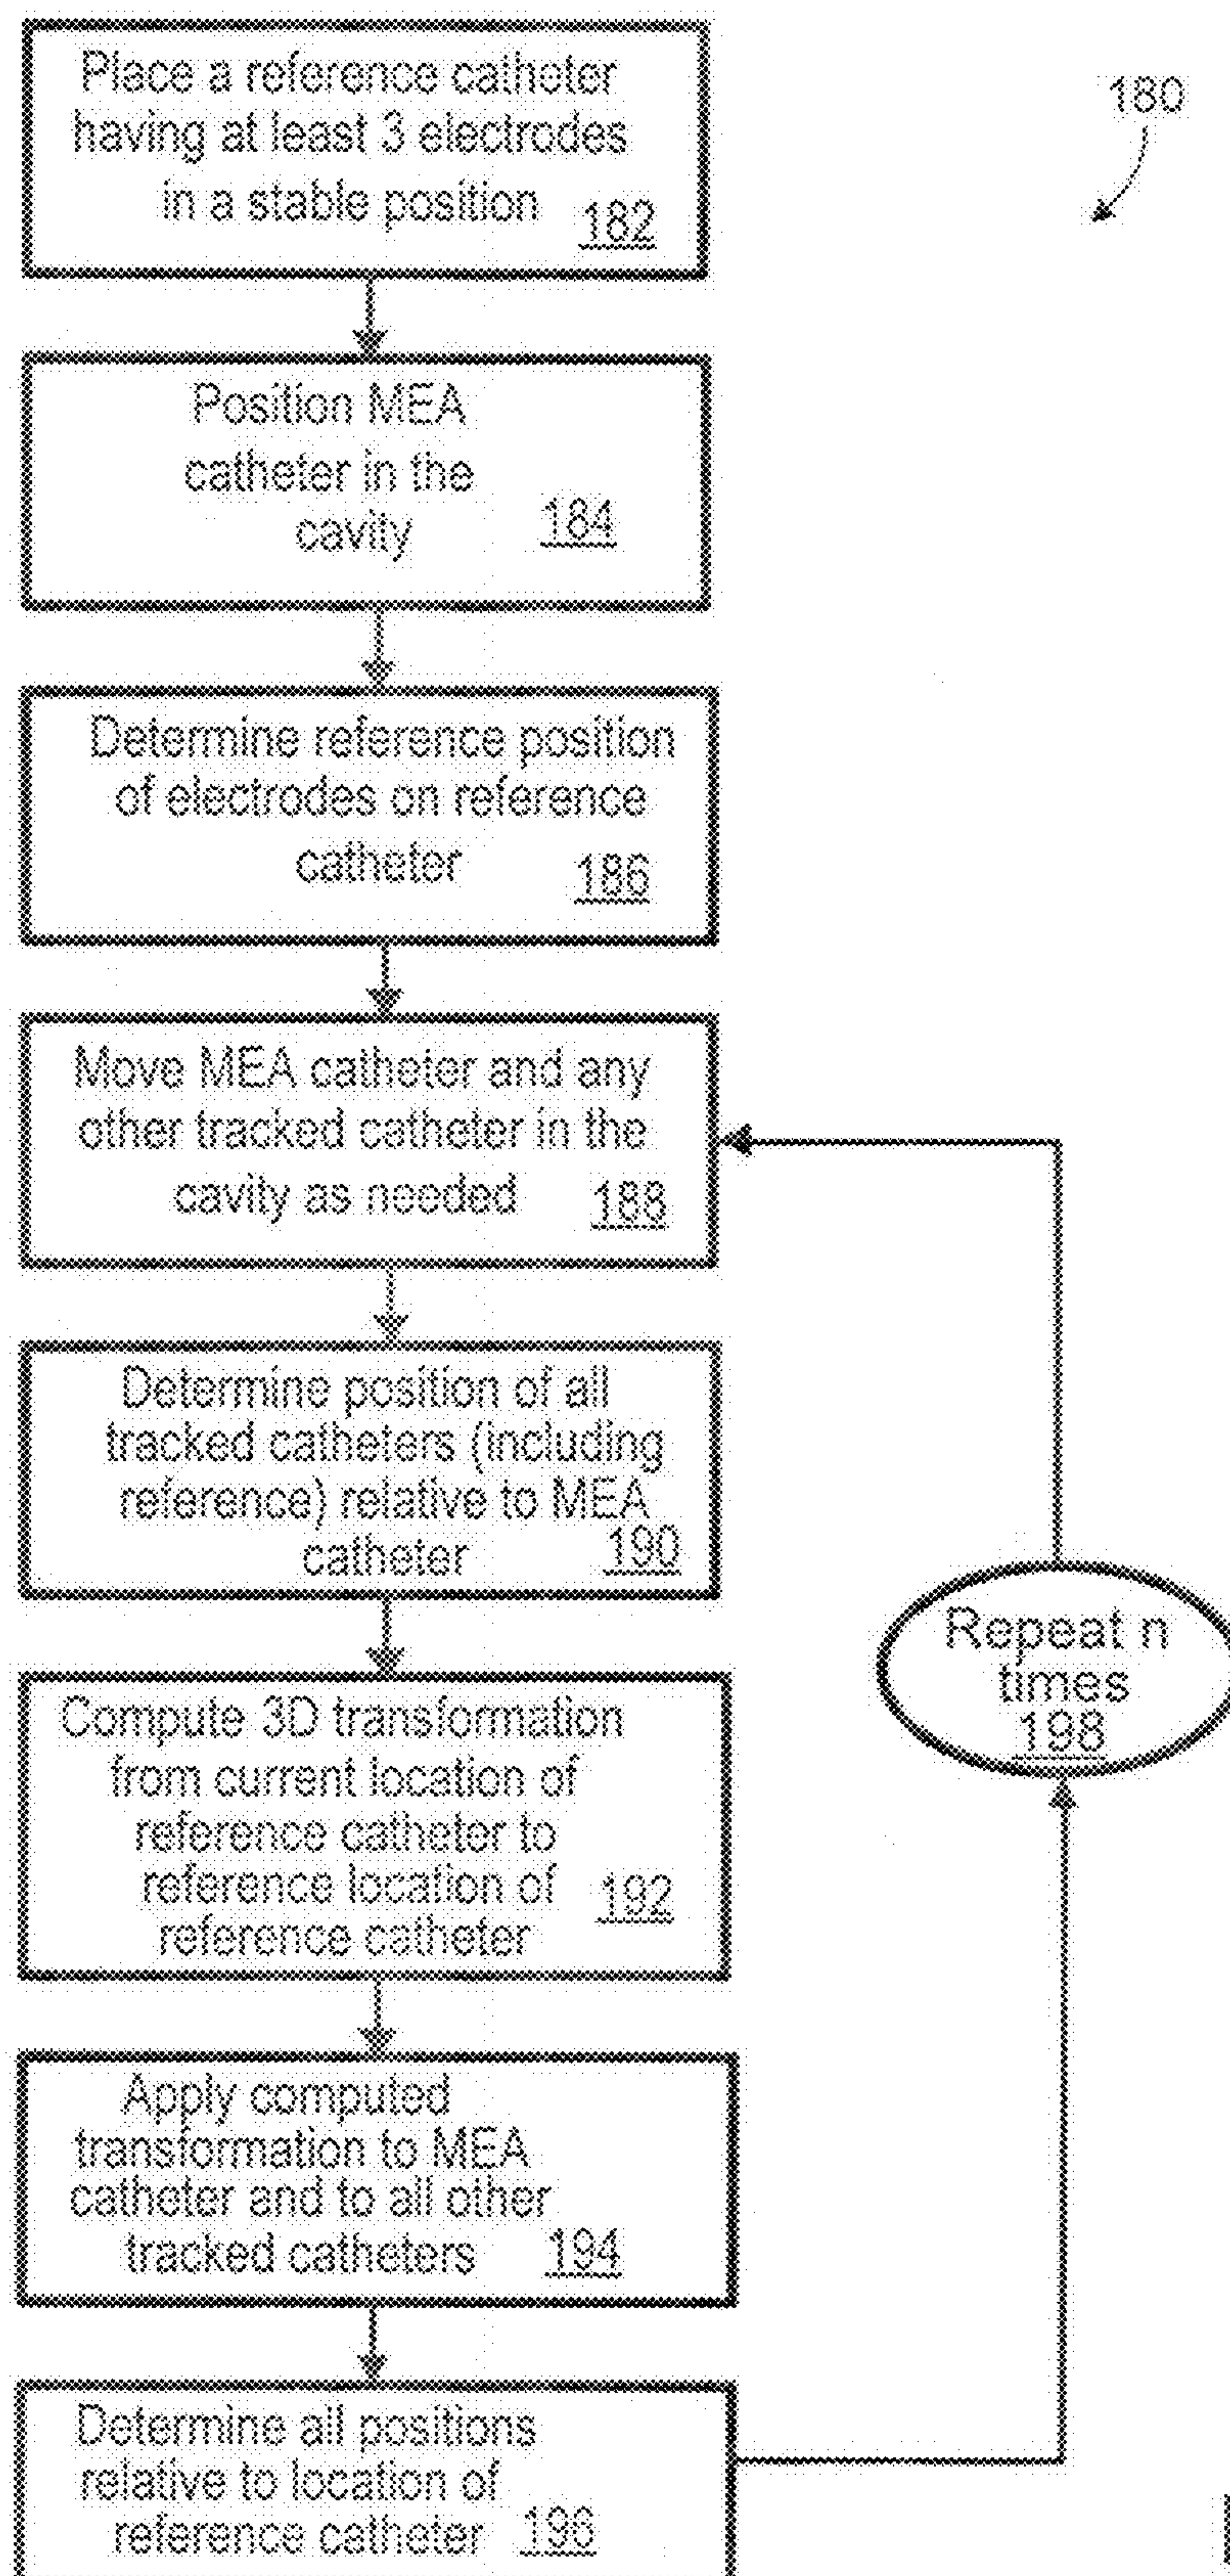 Place a reference catheter
having at least 3 electrodes
in a stable position 182
180
Position MEA
catheter in the
cavity 184
Determine reference position
of electrodes on reference
catheter 186
Move MEA catheter and any
other tracked catheter in the
cavity as needed 188
Determine position of all
tracked catheters (including
reference) relative to MEA
catheter 190
Compute 3D transformation
from current location of
reference catheter to
reference location of
reference catheter 192
Repeat n
times
198
Apply computed
transformation to MEA
catheter and to all other
tracked catheters 194
Determine all positions
relative to location of
reference catheter 196